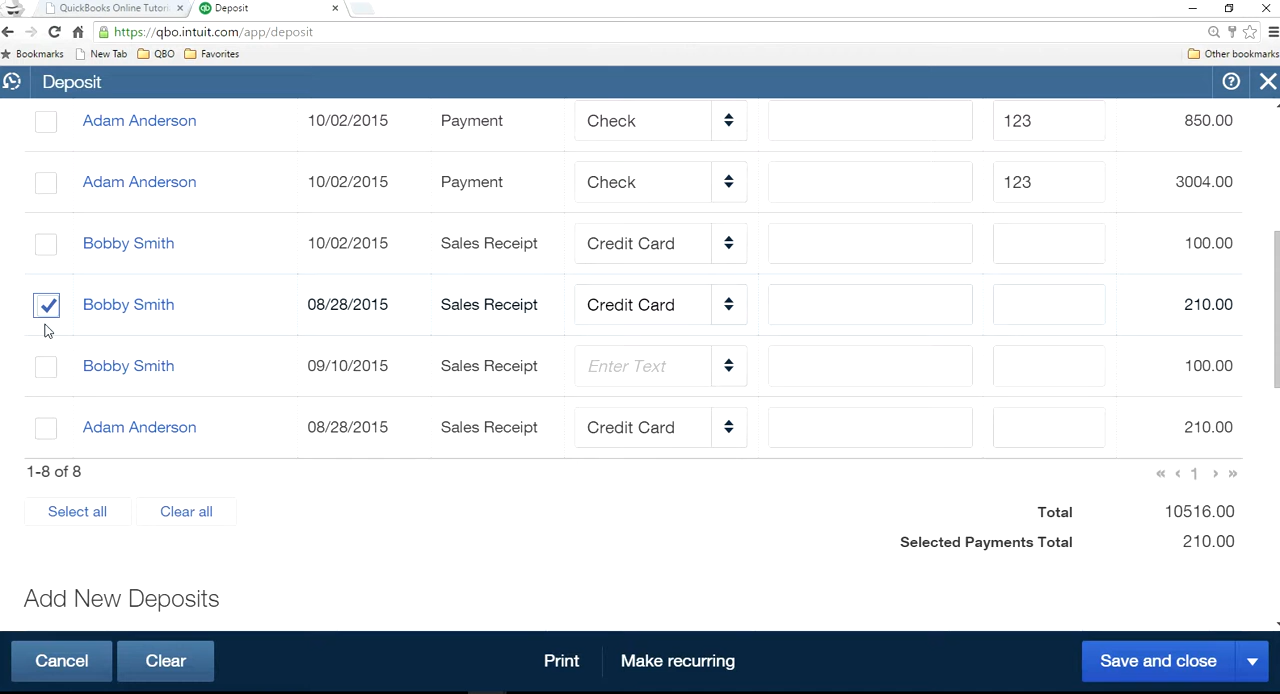 QuickBooks Online Tutori × Deposit ×
https://qbo.intuit.com/app/deposit
Bookmarks New Tab QBO Favorites Other bookmarks
Deposit
Adam Anderson 10/02/2015 Payment Check 123 850.00
Adam Anderson 10/02/2015 Payment Check 123 3004.00
Bobby Smith 10/02/2015 Sales Receipt Credit Card 100.00
Bobby Smith 08/28/2015 Sales Receipt Credit Card 210.00
Bobby Smith 09/10/2015 Sales Receipt Enter Text 100.00
Adam Anderson 08/28/2015 Sales Receipt Credit Card 210.00
1-8 of 8 « ‹ 1 › »
Select all Clear all Total 10516.00
Selected Payments Total 210.00
Add New Deposits
Cancel Clear Print Make recurring Save and close